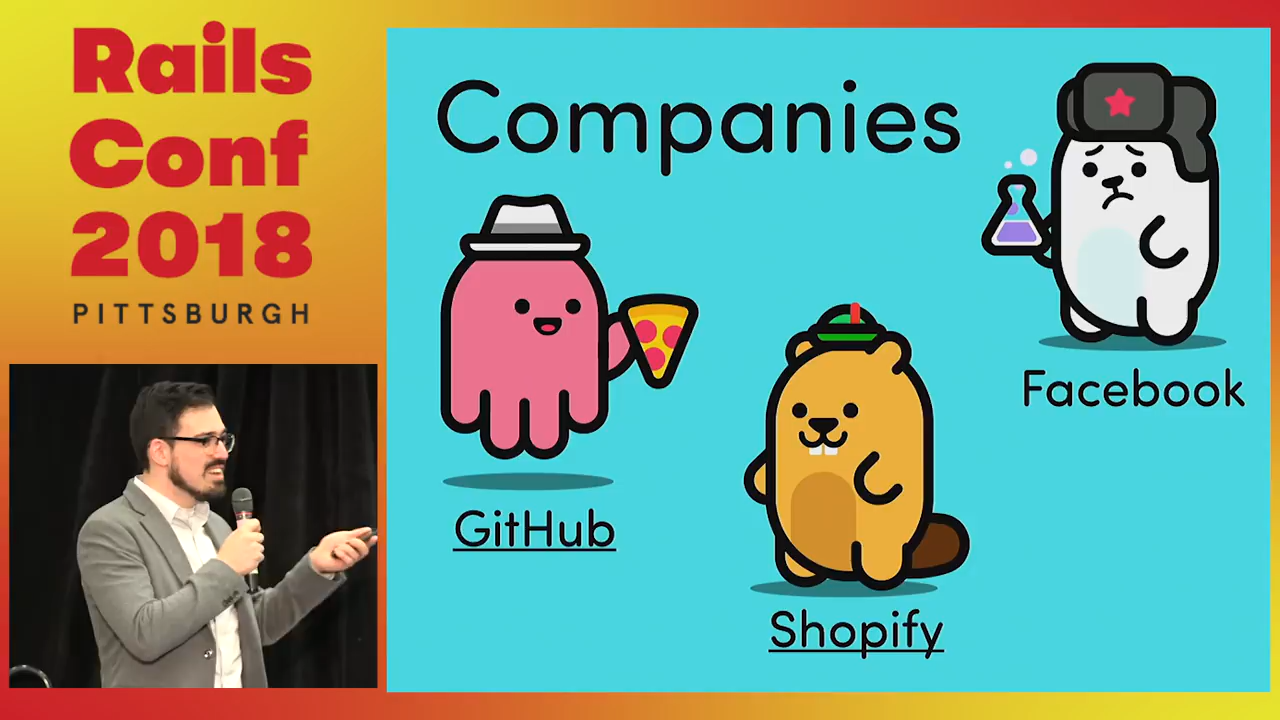 Rails
Conf
2018
PITTSBURGH
Companies
GitHub
Shopify
Facebook